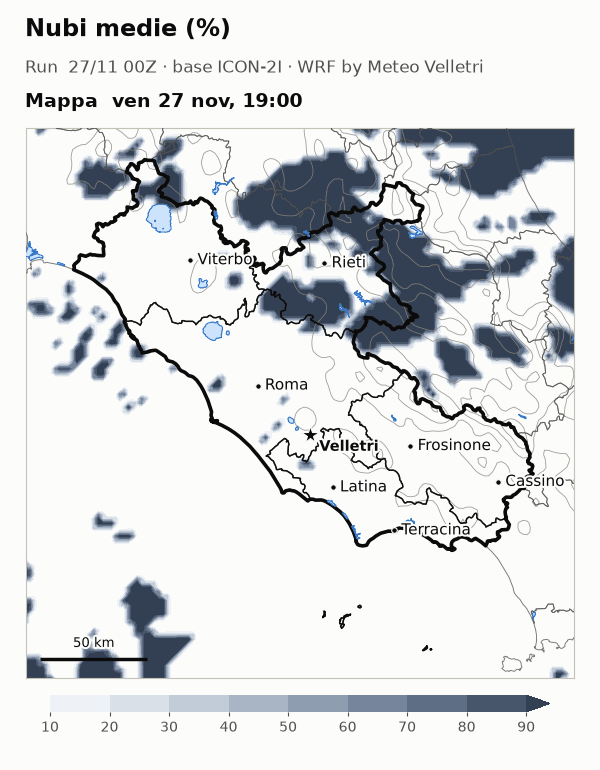 Nubi medie (%)
Run  27/11 00Z · base ICON-2I · WRF by Meteo Velletri
Mappa  ven 27 nov, 19:00
Viterbo
Rieti
Roma
Velletri
Frosinone
Cassino
Latina
Terracina
50 km
10 20 30 40 50 60 70 80 90